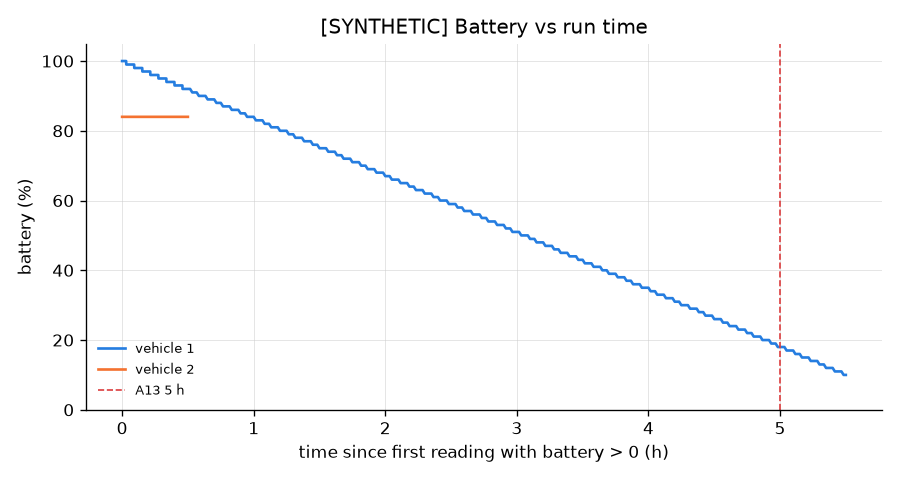 [SYNTHETIC] Battery vs run time
battery (%)
100
80
60
40
20
0
vehicle 1
vehicle 2
A13 5 h
0 1 2 3 4 5
time since first reading with battery > 0 (h)